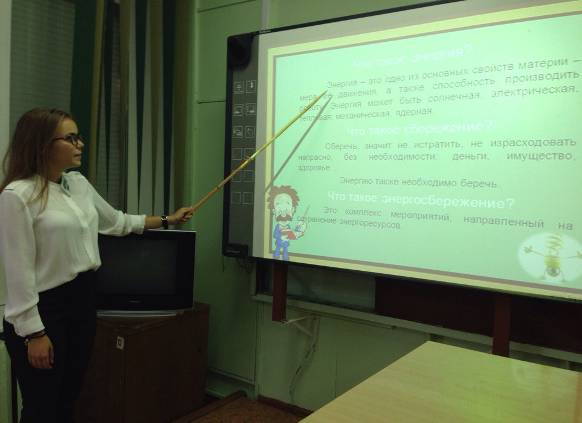 Что такое энергия?
Энергия – это одно из основных свойств материи –
мера движения, а также способность производить
работу. Энергия может быть солнечная, электрическая,
тепловая, механическая, ядерная.
Что такое сбережение?
Сберечь, значит не истратить, не израсходовать
напрасно, без необходимости деньги, имущество,
здоровье.
Энергию также необходимо беречь.
Что такое энергосбережение?
Это комплекс мероприятий, направленный на
сохранение энергоресурсов.